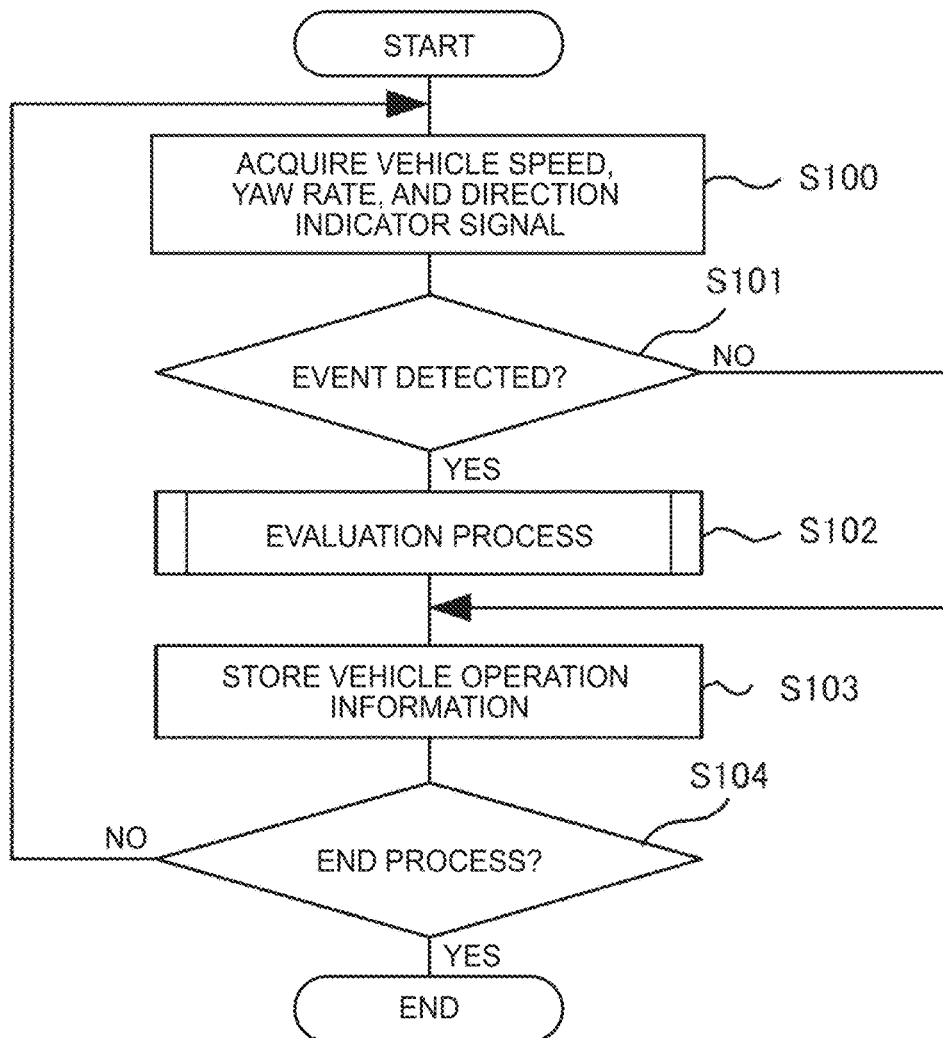 START
ACQUIRE VEHICLE SPEED,
YAW RATE, AND DIRECTION
INDICATOR SIGNAL
S100
S101
EVENT DETECTED?
NO
YES
EVALUATION PROCESS
S102
STORE VEHICLE OPERATION
INFORMATION
S103
S104
NO
END PROCESS?
YES
END